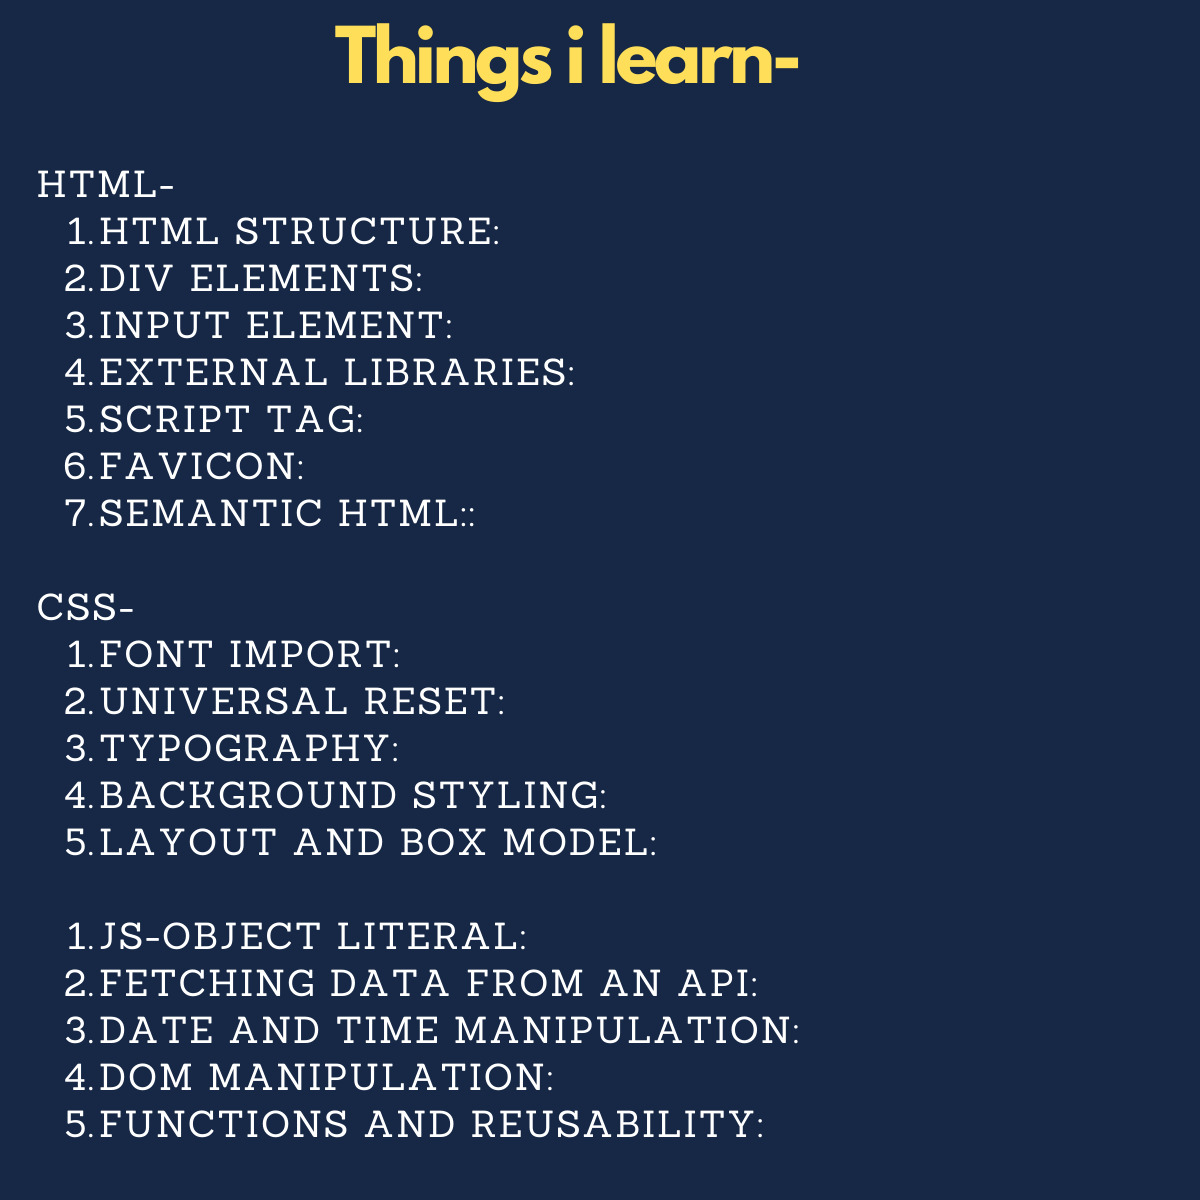 Things i learn-
HTML-
1. HTML STRUCTURE:
2. DIV ELEMENTS:
3. INPUT ELEMENT:
4. EXTERNAL LIBRARIES:
5. SCRIPT TAG:
6. FAVICON:
7. SEMANTIC HTML::
CSS-
1. FONT IMPORT:
2. UNIVERSAL RESET:
3. TYPOGRAPHY:
4. BACKGROUND STYLING:
5. LAYOUT AND BOX MODEL:
1. JS-OBJECT LITERAL:
2. FETCHING DATA FROM AN API:
3. DATE AND TIME MANIPULATION:
4. DOM MANIPULATION:
5. FUNCTIONS AND REUSABILITY: